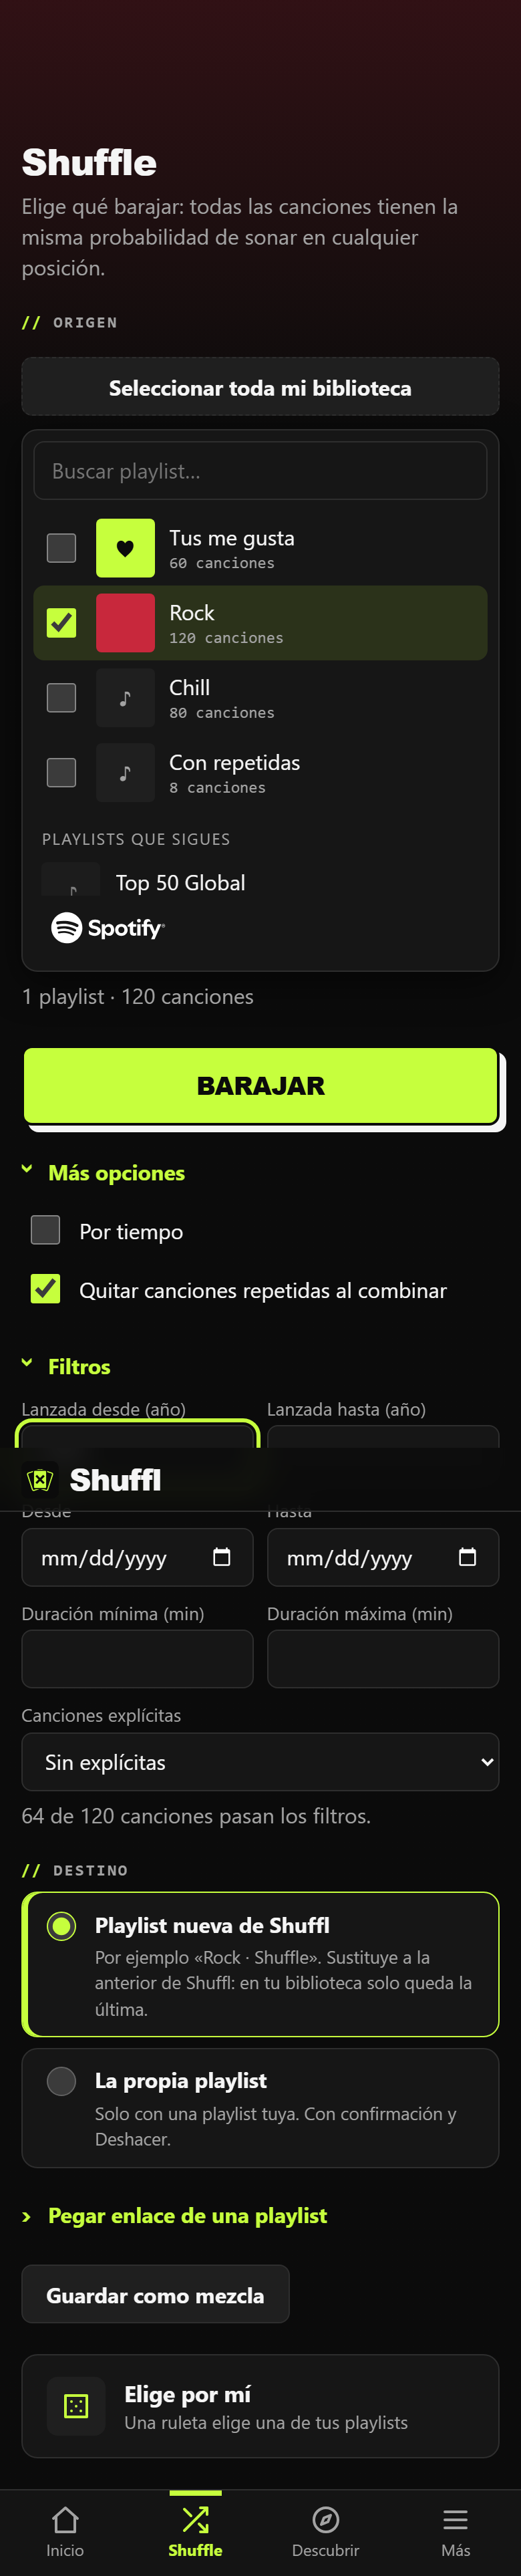 Shuffle
Elige qué barajar: todas las canciones tienen la
misma probabilidad de sonar en cualquier
posición.
// ORIGEN
Seleccionar toda mi biblioteca
Buscar playlist...
Tus me gusta
60 canciones
Rock
120 canciones
Chill
80 canciones
Con repetidas
8 canciones
PLAYLISTS QUE SIGUES
Top 50 Global
Spotify
1 playlist · 120 canciones
BARAJAR
Más opciones
Por tiempo
Quitar canciones repetidas al combinar
Filtros
Lanzada desde (año) Lanzada hasta (año)
Shuffl
Desde Hasta
mm/dd/yyyy mm/dd/yyyy
Duración mínima (min) Duración máxima (min)
Canciones explícitas
Sin explícitas
64 de 120 canciones pasan los filtros.
// DESTINO
Playlist nueva de Shuffl
Por ejemplo «Rock · Shuffle». Sustituye a la
anterior de Shuffl: en tu biblioteca solo queda la
última.
La propia playlist
Solo con una playlist tuya. Con confirmación y
Deshacer.
Pegar enlace de una playlist
Guardar como mezcla
Elige por mí
Una ruleta elige una de tus playlists
Inicio Shuffle Descubrir Más